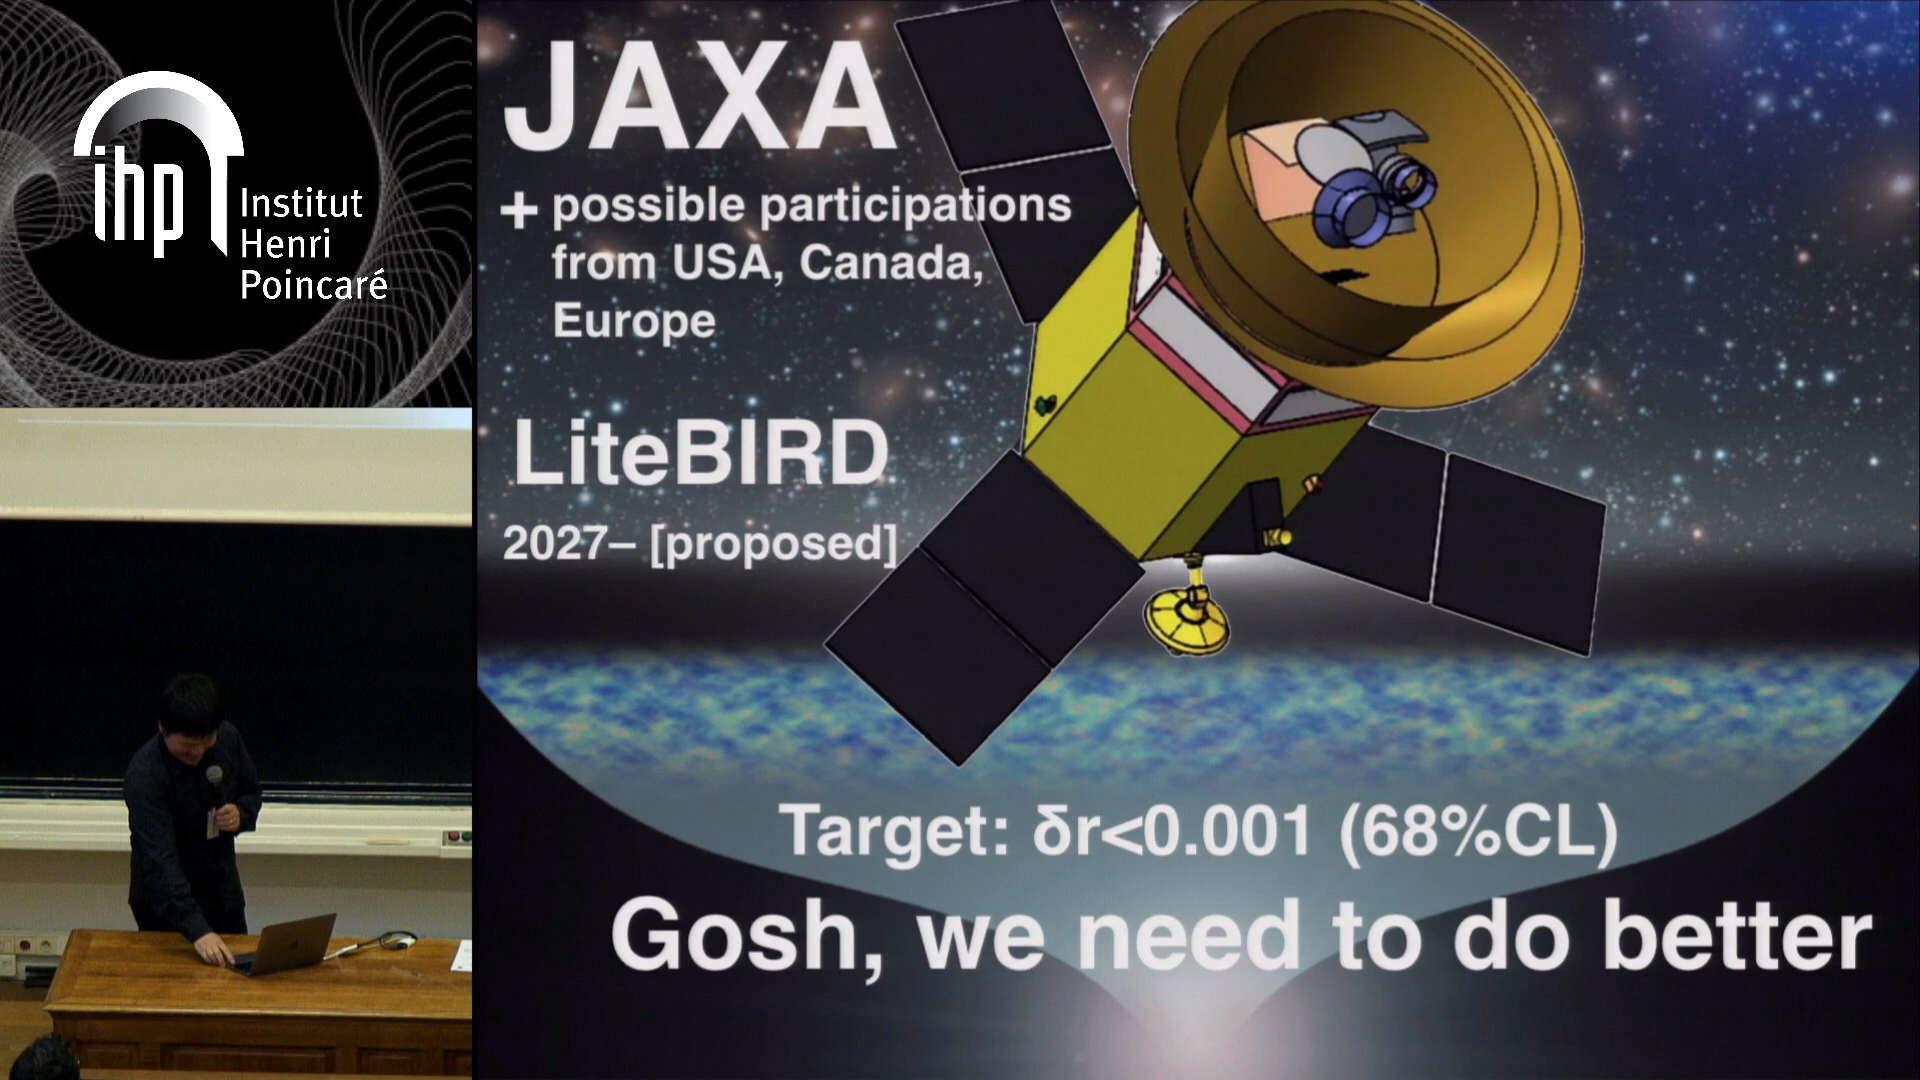 ihp
Institut
Henri
Poincaré
JAXA
+ possible participations
from USA, Canada,
Europe
LiteBIRD
2027– [proposed]
Target: δr<0.001 (68%CL)
Gosh, we need to do better